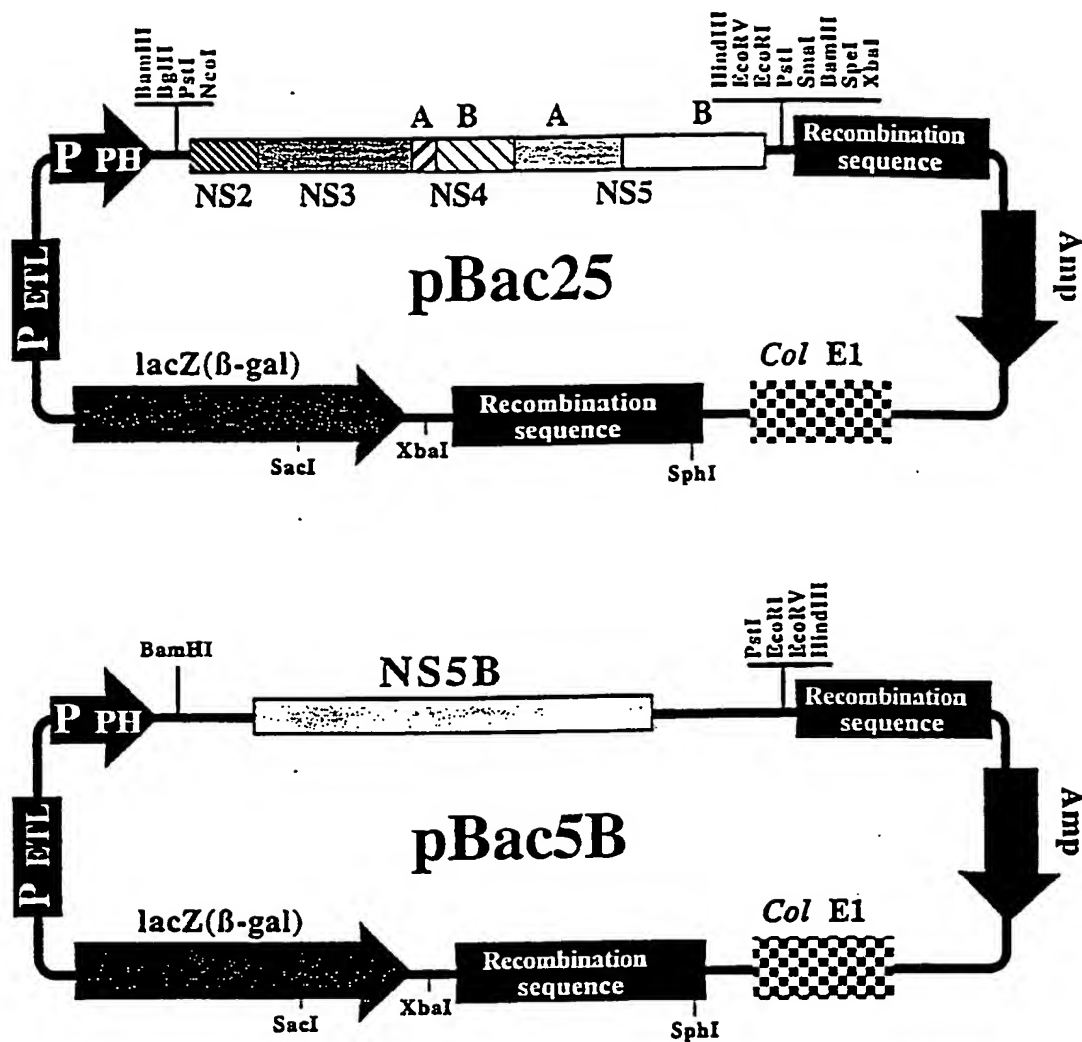 BamHI
BglII
PstI
NcoI
HindIII
EcoRV
EcoRI
PstI
SmaI
BamHI
SpeI
XbaI
A B A B
P PH
Recombination
sequence
NS2 NS3 NS4 NS5
P ETL
pBac25
Amp
lacZ(ß-gal)
Col E1
Recombination
sequence
SacI
XbaI
SphI
BamHI
NS5B
PstI
EcoRI
EcoRV
HindIII
P PH
Recombination
sequence
P ETL
pBac5B
Amp
lacZ(ß-gal)
Col E1
Recombination
sequence
SacI
XbaI
SphI